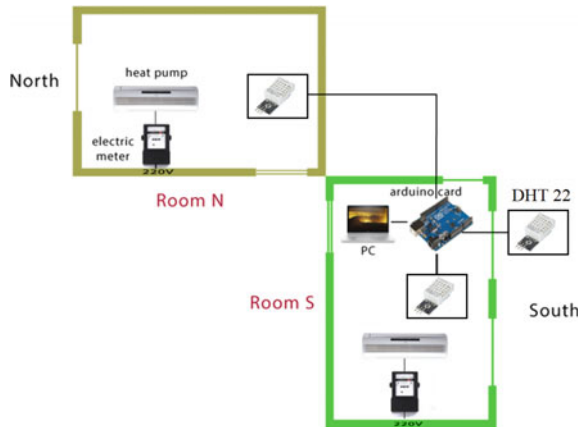 heat pump
North
electric
meter
220V
Room N
arduino card
DHT 22
PC
Room S
South
220V